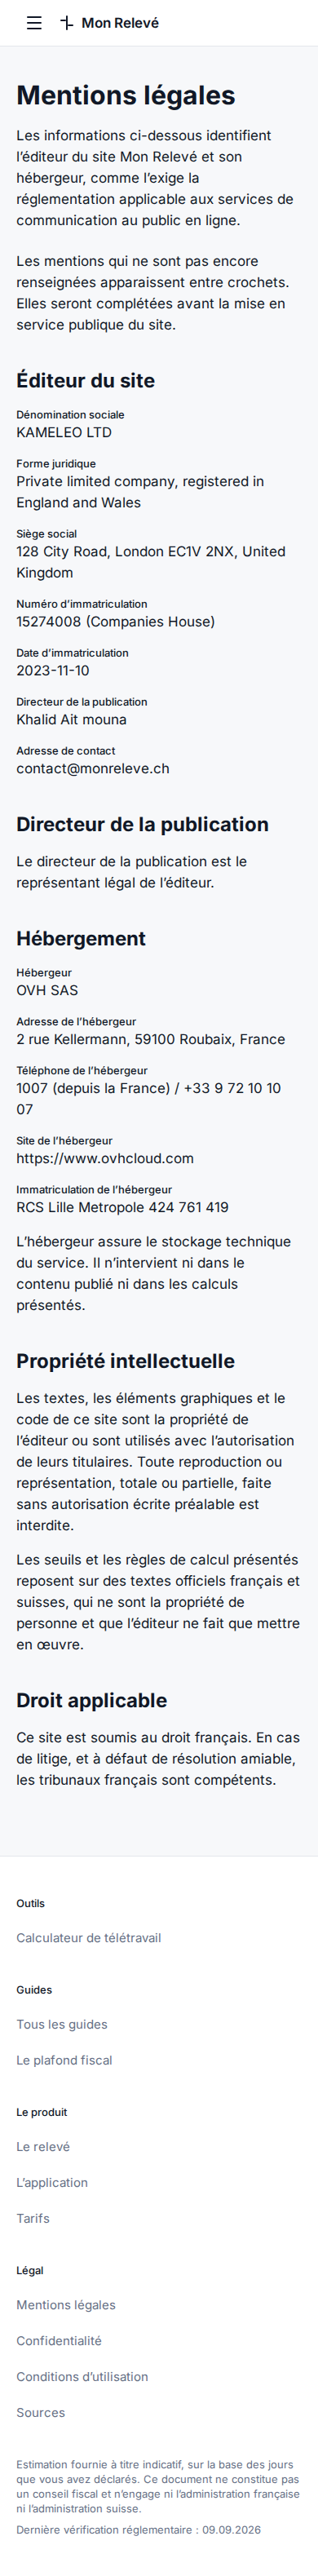 Mon Relevé
Mentions légales
Les informations ci-dessous identifient
l’éditeur du site Mon Relevé et son
hébergeur, comme l’exige la
réglementation applicable aux services de
communication au public en ligne.
Les mentions qui ne sont pas encore
renseignées apparaissent entre crochets.
Elles seront complétées avant la mise en
service publique du site.
Éditeur du site
Dénomination sociale
KAMELEO LTD
Forme juridique
Private limited company, registered in
England and Wales
Siège social
128 City Road, London EC1V 2NX, United
Kingdom
Numéro d’immatriculation
15274008 (Companies House)
Date d’immatriculation
2023-11-10
Directeur de la publication
Khalid Ait mouna
Adresse de contact
contact@monreleve.ch
Directeur de la publication
Le directeur de la publication est le
représentant légal de l’éditeur.
Hébergement
Hébergeur
OVH SAS
Adresse de l’hébergeur
2 rue Kellermann, 59100 Roubaix, France
Téléphone de l’hébergeur
1007 (depuis la France) / +33 9 72 10 10
07
Site de l’hébergeur
https://www.ovhcloud.com
Immatriculation de l’hébergeur
RCS Lille Metropole 424 761 419
L’hébergeur assure le stockage technique
du service. Il n’intervient ni dans le
contenu publié ni dans les calculs
présentés.
Propriété intellectuelle
Les textes, les éléments graphiques et le
code de ce site sont la propriété de
l’éditeur ou sont utilisés avec l’autorisation
de leurs titulaires. Toute reproduction ou
représentation, totale ou partielle, faite
sans autorisation écrite préalable est
interdite.
Les seuils et les règles de calcul présentés
reposent sur des textes officiels français et
suisses, qui ne sont la propriété de
personne et que l’éditeur ne fait que mettre
en œuvre.
Droit applicable
Ce site est soumis au droit français. En cas
de litige, et à défaut de résolution amiable,
les tribunaux français sont compétents.
Outils
Calculateur de télétravail
Guides
Tous les guides
Le plafond fiscal
Le produit
Le relevé
L’application
Tarifs
Légal
Mentions légales
Confidentialité
Conditions d’utilisation
Sources
Estimation fournie à titre indicatif, sur la base des jours
que vous avez déclarés. Ce document ne constitue pas
un conseil fiscal et n’engage ni l’administration française
ni l’administration suisse.
Dernière vérification réglementaire : 09.09.2026